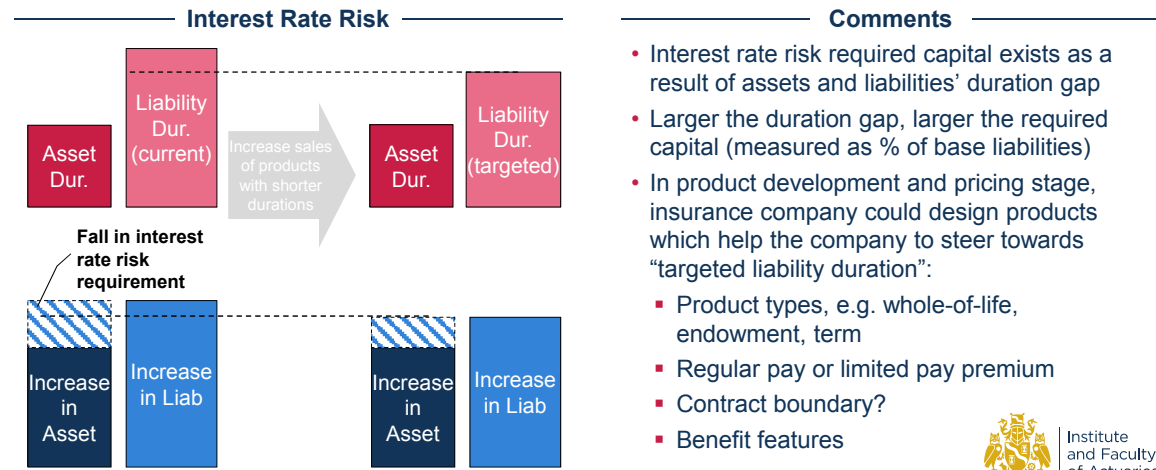 Interest Rate Risk
Liability
Dur.
(current)
Asset
Dur.
Increase sales
of products
with shorter
durations
Asset
Dur.
Liability
Dur.
(targeted)
Fall in interest
rate risk
requirement
Increase
in
Asset
Increase
in Liab
Increase
in
Asset
Increase
in Liab
Comments
• Interest rate risk required capital exists as a
result of assets and liabilities’ duration gap
• Larger the duration gap, larger the required
capital (measured as % of base liabilities)
• In product development and pricing stage,
insurance company could design products
which help the company to steer towards
“targeted liability duration”:
▪ Product types, e.g. whole-of-life,
endowment, term
▪ Regular pay or limited pay premium
▪ Contract boundary?
▪ Benefit features
Institute
and Faculty
of Actuaries